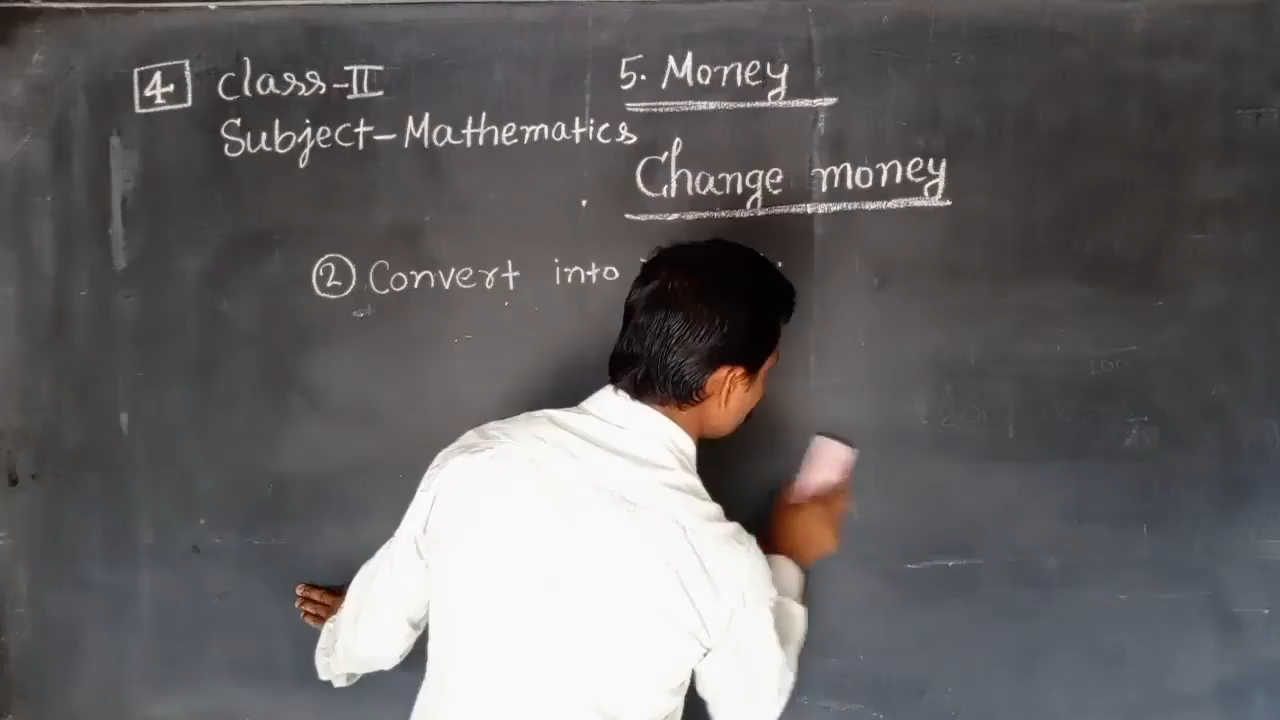 4 Class-II
Subject-Mathematics
5. Money
Change money
② Convert into